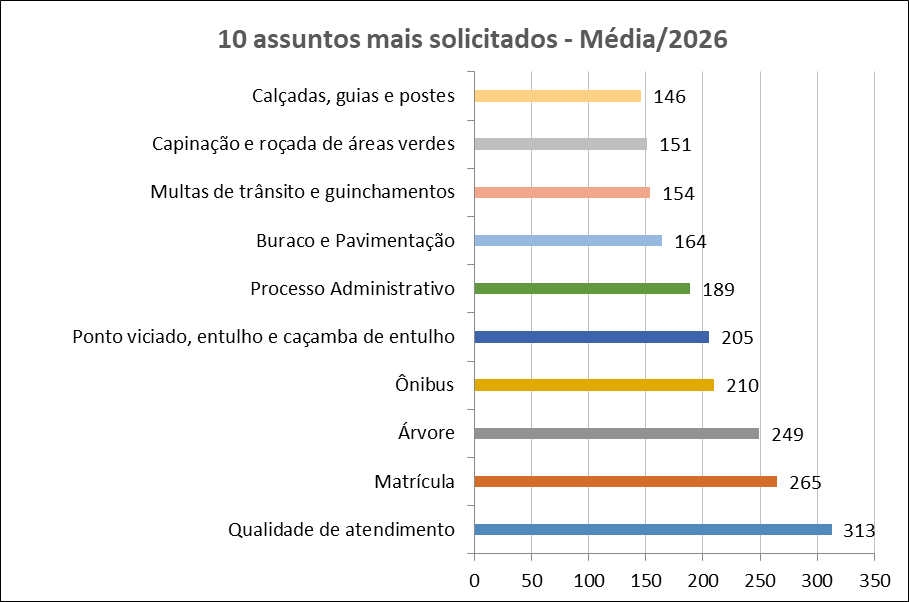 10 assuntos mais solicitados - Média/2026
Calçadas, guias e postes 146
Capinação e roçada de áreas verdes 151
Multas de trânsito e guinchamentos 154
Buraco e Pavimentação 164
Processo Administrativo 189
Ponto viciado, entulho e caçamba de entulho 205
Ônibus 210
Árvore 249
Matrícula 265
Qualidade de atendimento 313
0 50 100 150 200 250 300 350